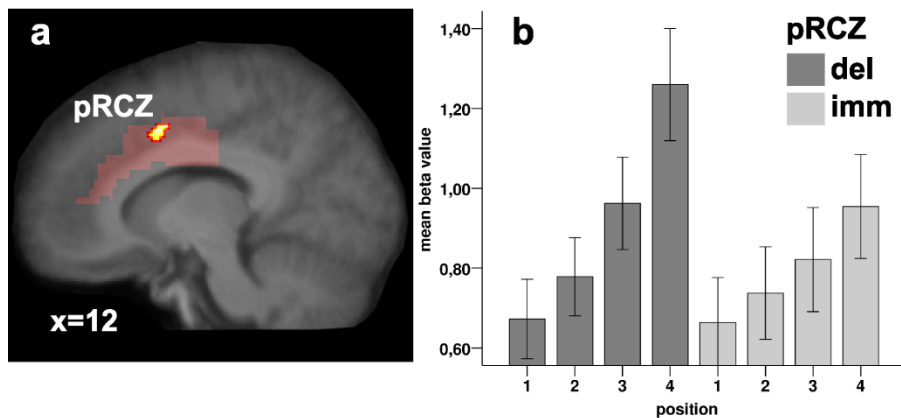 a
pRCZ
x=12
b
pRCZ
del
imm
mean beta value
1,40
1,20
1,00
0,80
0,60
1 2 3 4 1 2 3 4
position